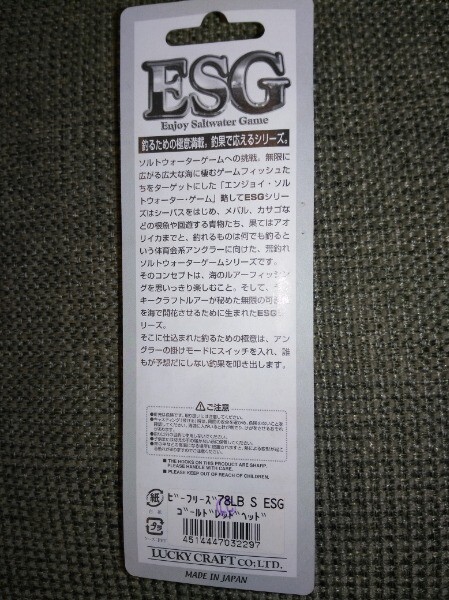 ESG
Enjoy Saltwater Game
釣るための極意満載。釣果で応えるシリーズ。
ソルトウォーターゲームへの挑戦。無限に
広がる広大な海に棲むゲームフィッシュた
ちをターゲットにした「エンジョイ・ソル
トウォーター・ゲーム」略してESGシリー
ズはシーバスをはじめ、メバル、カサゴな
どの根魚や回遊する青物たち、果てはアオ
リイカまでと、釣れるものは何でも釣ると
いう体育会系アングラーに向けた、荒釣れ
ソルトウォーターゲームシリーズです。
そのコンセプトは、海のルアーフィッシン
グを思いっきり楽しむこと。そして、
キークラフトルアーが秘めた無限の可能
を海で開花させるために生まれたESG
リーズ。
そこに仕込まれた釣るための極意は、アン
グラーの掛けモードにスイッチを入れ、誰
もが予想だにしない釣果を叩き出します。
ご注意
THE HOOKS ON THIS PRODUCT ARE SHARP.
PLEASE HANDLE WITH CARE.
PLEASE KEEP OUT OF REACH OF CHILDREN.
紙
プラ
ビーフリーズ78LB S ESG
ゴールドレッドヘッド
4514447032297
LUCKY CRAFT CO; LTD.
MADE IN JAPAN